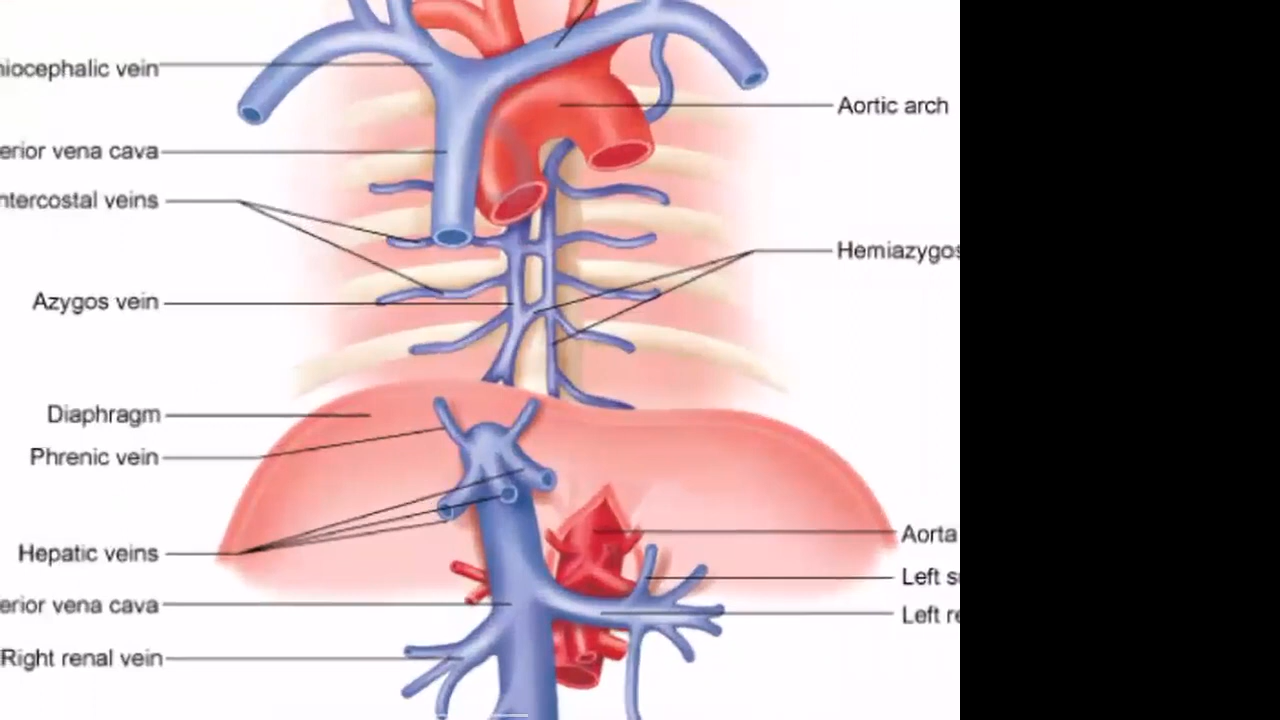 iocephalic vein
Aortic arch
erior vena cava
ntercostal veins
Hemiazygos
Azygos vein
Diaphragm
Phrenic vein
Aorta
Hepatic veins
Left s
erior vena cava
Left re
Right renal vein